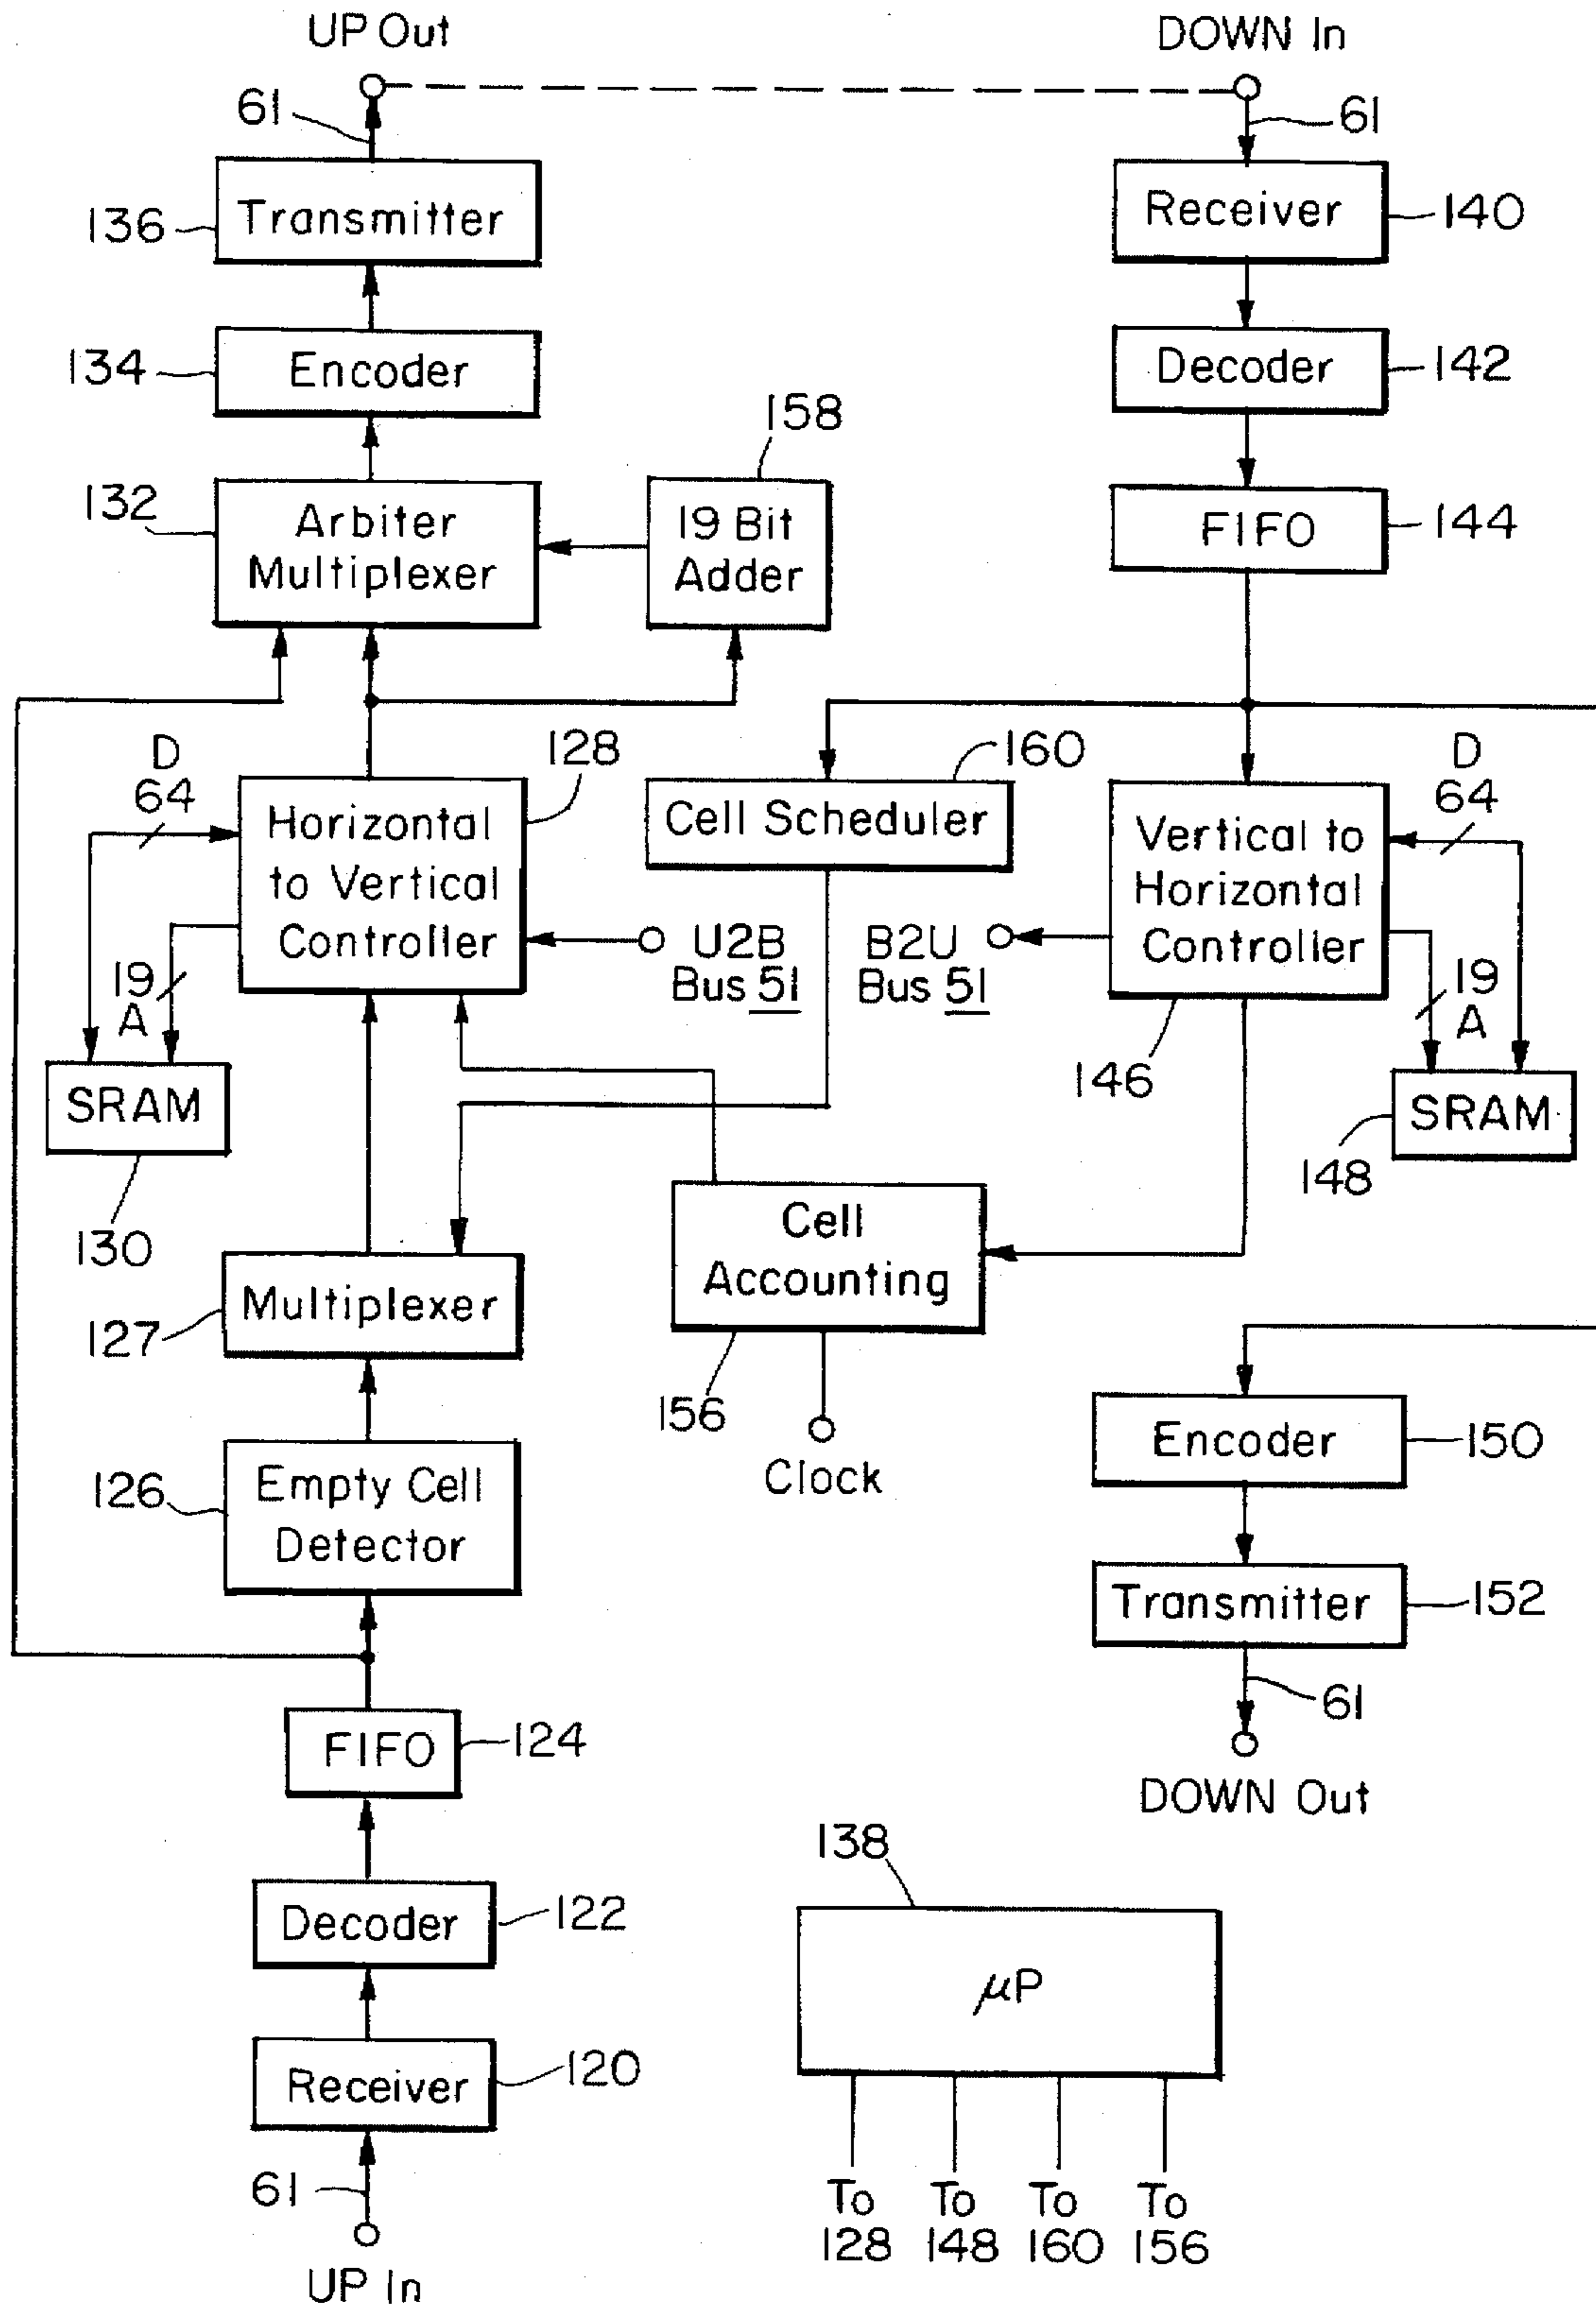 UP Out
DOWN In
61
61
Transmitter
136
Receiver
140
Encoder
134
Decoder
142
158
132
Arbiter
Multiplexer
19 Bit
Adder
FIFO
144
D
64
128
160
D
64
Horizontal
to Vertical
Controller
Cell Scheduler
Vertical to
Horizontal
Controller
U2B
Bus 51
B2U
Bus 51
19
A
19
A
SRAM
130
146
SRAM
148
Cell
Accounting
Multiplexer
127
156
Clock
Encoder
150
126
Empty Cell
Detector
Transmitter
152
61
DOWN Out
FIFO
124
138
Decoder
122
μP
Receiver
120
61
UP In
To
128
To
148
To
160
To
156